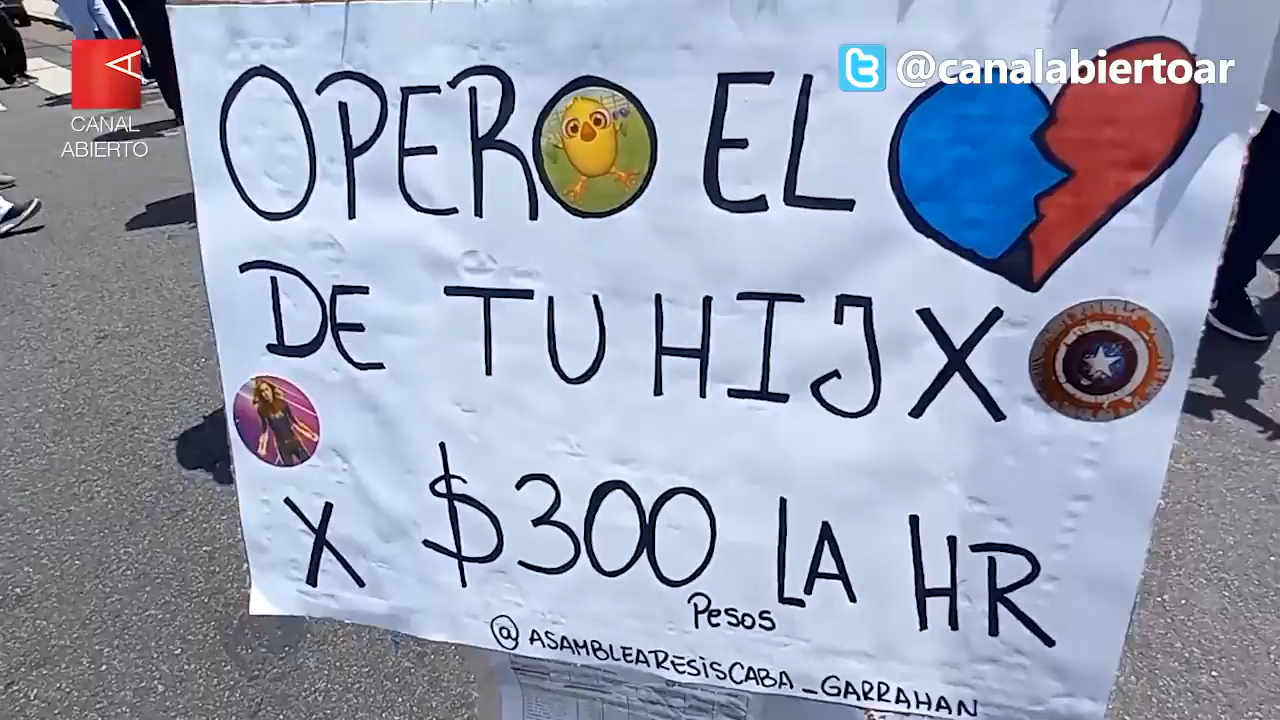 CANAL
ABIERTO
@canalabiertoar
OPERO EL
DE TU HIJX
X $300 LA HR
Pesos
@ASAMBLEARESiSCABA_GARRAHAN